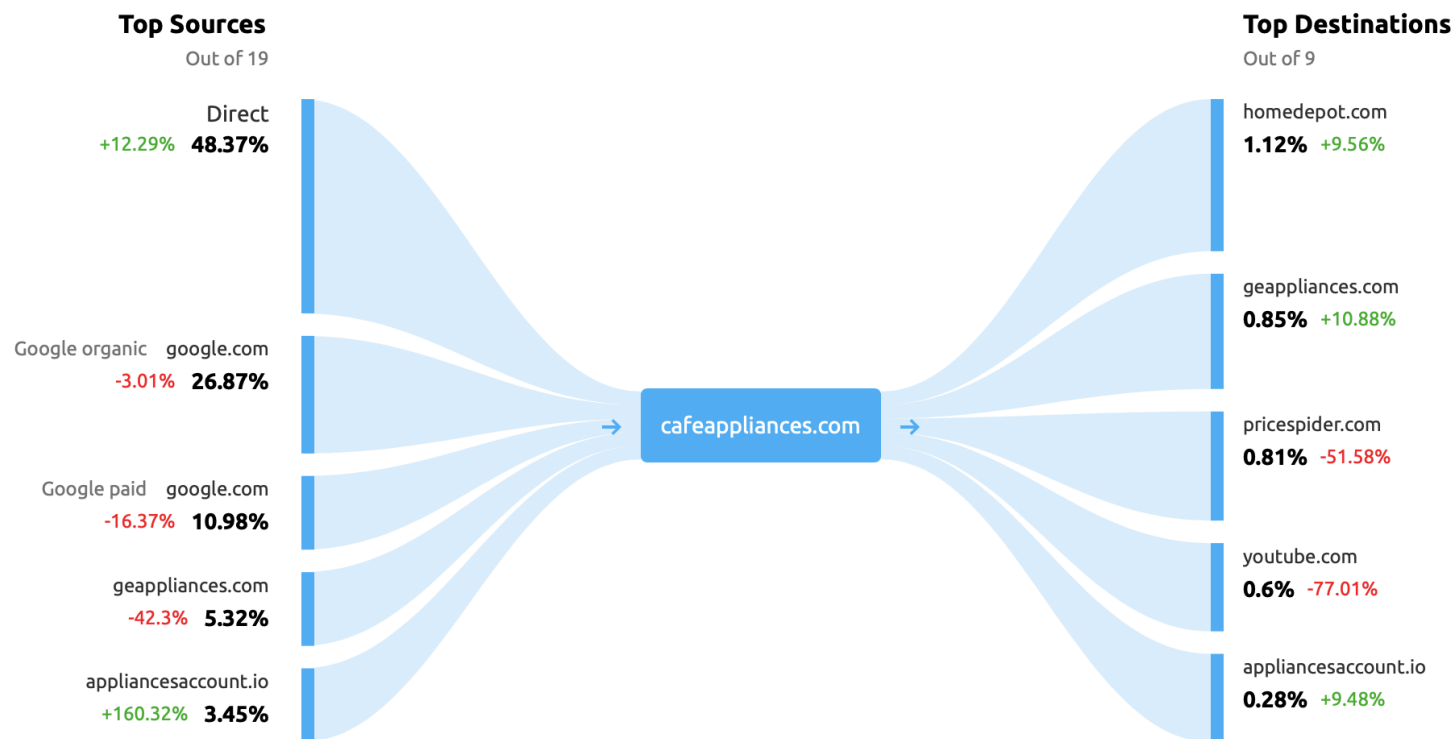 Top Sources
Out of 19
Direct
+12.29% 48.37%
Google organic google.com
-3.01% 26.87%
Google paid google.com
-16.37% 10.98%
geappliances.com
-42.3% 5.32%
appliancesaccount.io
+160.32% 3.45%
cafeappliances.com
Top Destinations
Out of 9
homedepot.com
1.12% +9.56%
geappliances.com
0.85% +10.88%
pricespider.com
0.81% -51.58%
youtube.com
0.6% -77.01%
appliancesaccount.io
0.28% +9.48%